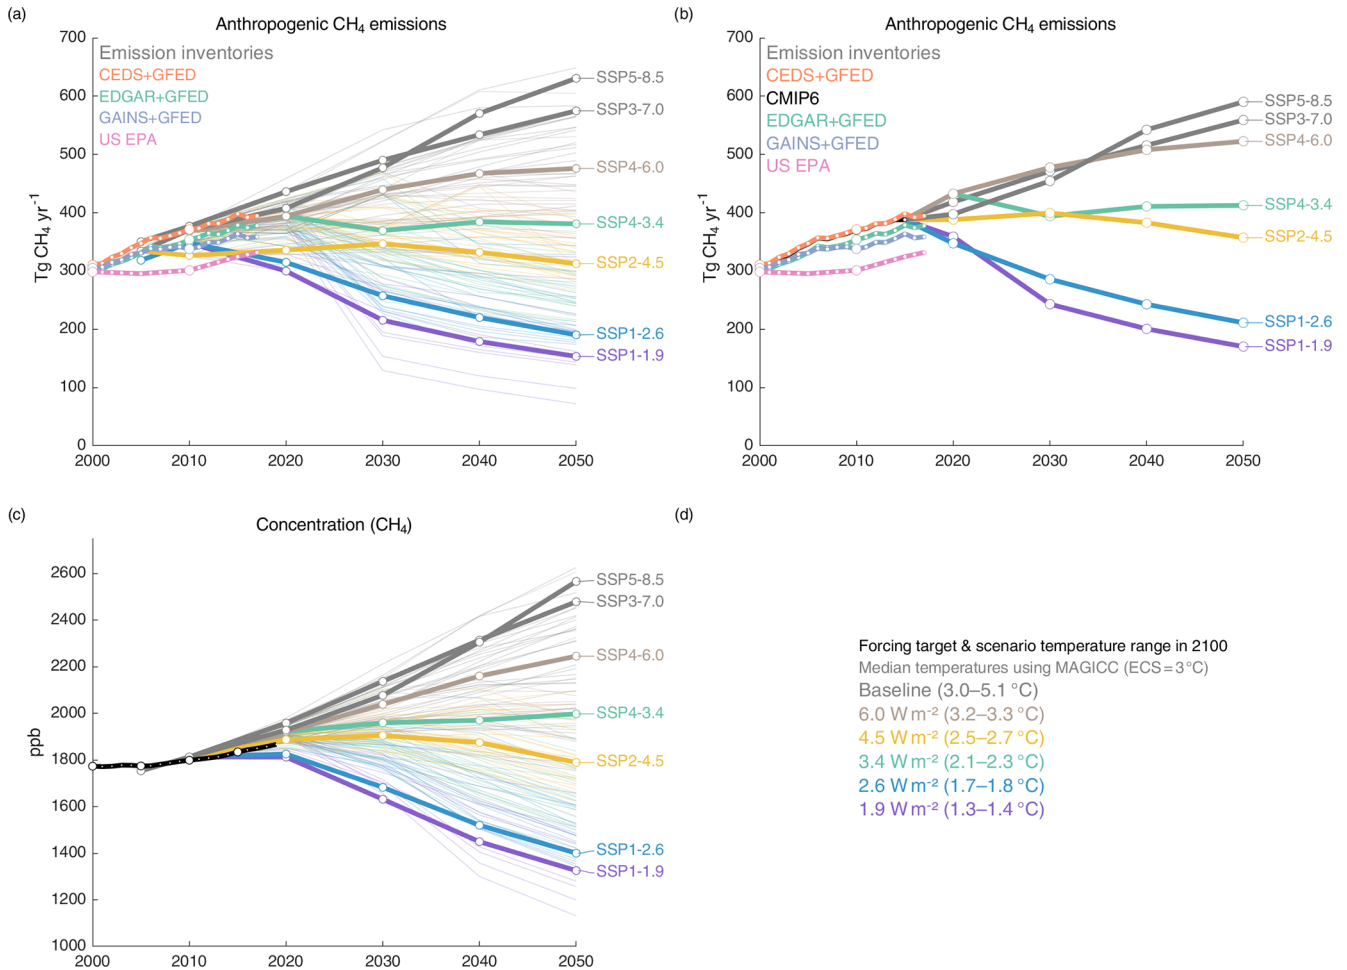 (a)
Anthropogenic CH₄ emissions
700
600
500
400
300
200
100
0
Tg CH₄ yr⁻¹
Emission inventories
CEDS+GFED
EDGAR+GFED
GAINS+GFED
US EPA
SSP5-8.5
SSP3-7.0
SSP4-6.0
SSP4-3.4
SSP2-4.5
SSP1-2.6
SSP1-1.9
2000
2010
2020
2030
2040
2050
(b)
Anthropogenic CH₄ emissions
700
600
500
400
300
200
100
0
Tg CH₄ yr⁻¹
Emission inventories
CEDS+GFED
CMIP6
EDGAR+GFED
GAINS+GFED
US EPA
SSP5-8.5
SSP3-7.0
SSP4-6.0
SSP4-3.4
SSP2-4.5
SSP1-2.6
SSP1-1.9
2000
2010
2020
2030
2040
2050
(c)
Concentration (CH₄)
2600
2400
2200
2000
1800
1600
1400
1200
1000
ppb
SSP5-8.5
SSP3-7.0
SSP4-6.0
SSP4-3.4
SSP2-4.5
SSP1-2.6
SSP1-1.9
2000
2010
2020
2030
2040
2050
(d)
Forcing target & scenario temperature range in 2100
Median temperatures using MAGICC (ECS = 3 °C)
Baseline (3.0–5.1 °C)
6.0 W m⁻² (3.2–3.3 °C)
4.5 W m⁻² (2.5–2.7 °C)
3.4 W m⁻² (2.1–2.3 °C)
2.6 W m⁻² (1.7–1.8 °C)
1.9 W m⁻² (1.3–1.4 °C)